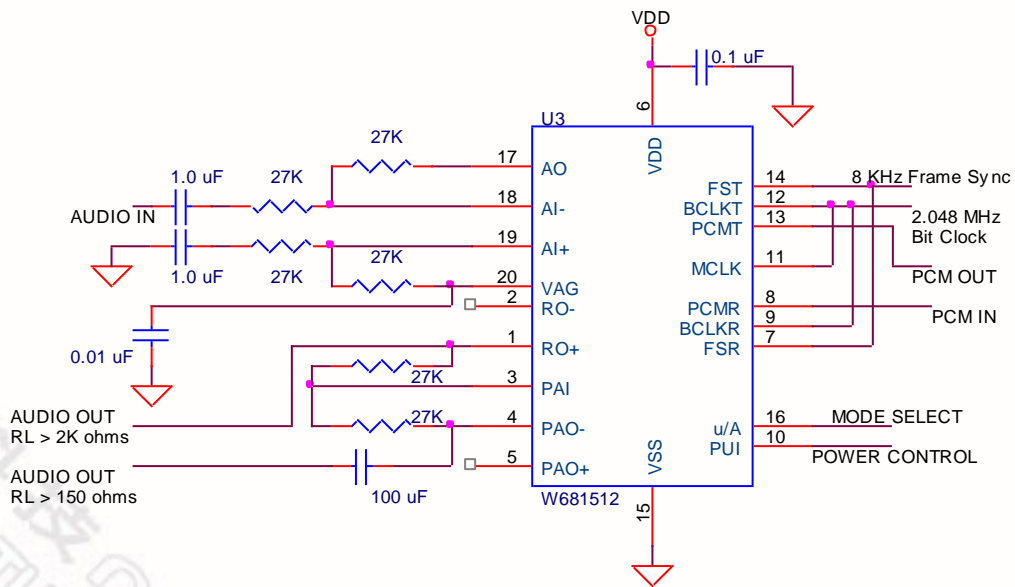 VDD
0.1 uF
6
U3
27K
17
AO
VDD
1.0 uF
27K
18
AI-
FST
14
8 KHz Frame Sync
AUDIO IN
BCLKT
12
2.048 MHz
Bit Clock
PCMT
13
19
AI+
1.0 uF
27K
27K
MCLK
11
PCM OUT
20
VAG
2
RO-
PCMR
8
PCM IN
BCLKR
9
0.01 uF
1
RO+
FSR
7
27K
3
PAI
AUDIO OUT
RL > 2K ohms
27K
4
PAO-
u/A
16
MODE SELECT
PUI
10
POWER CONTROL
AUDIO OUT
RL > 150 ohms
100 uF
5
PAO+
VSS
W681512
15